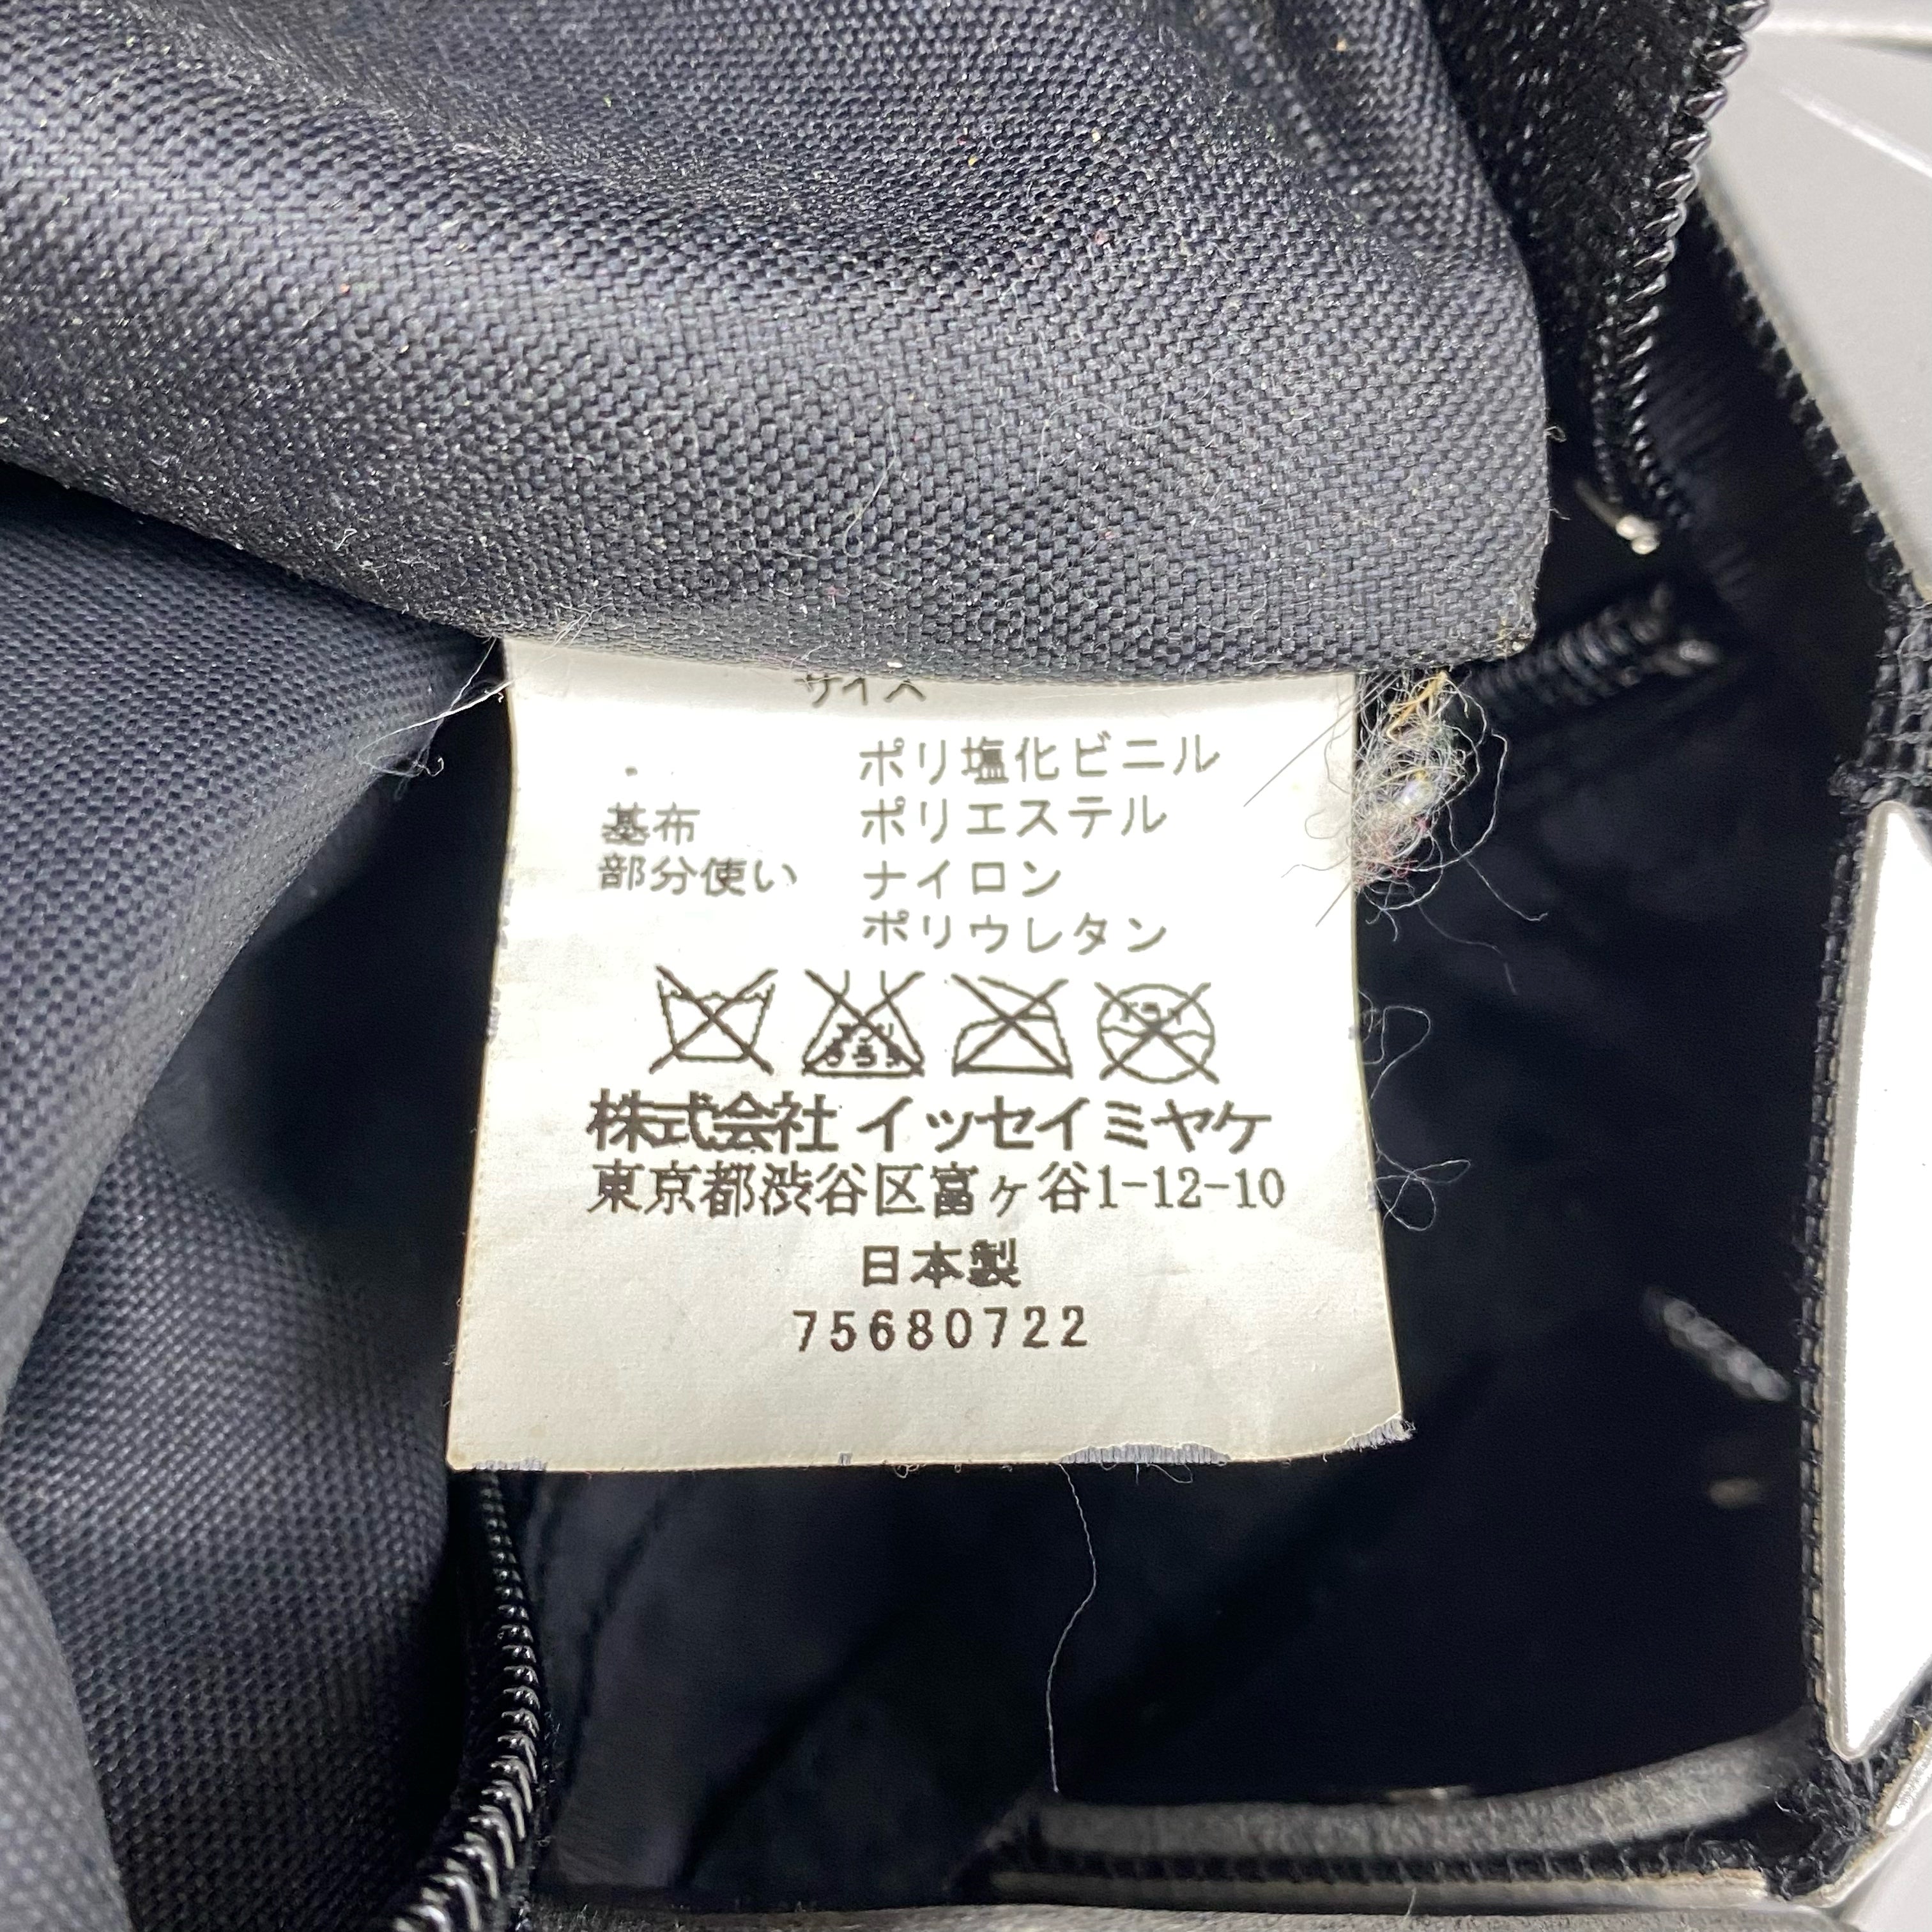 サイズ
ポリ塩化ビニル
基布 ポリエステル
部分使い ナイロン
ポリウレタン
株式会社 イッセイミヤケ
東京都渋谷区富ヶ谷1-12-10
日本製
75680722